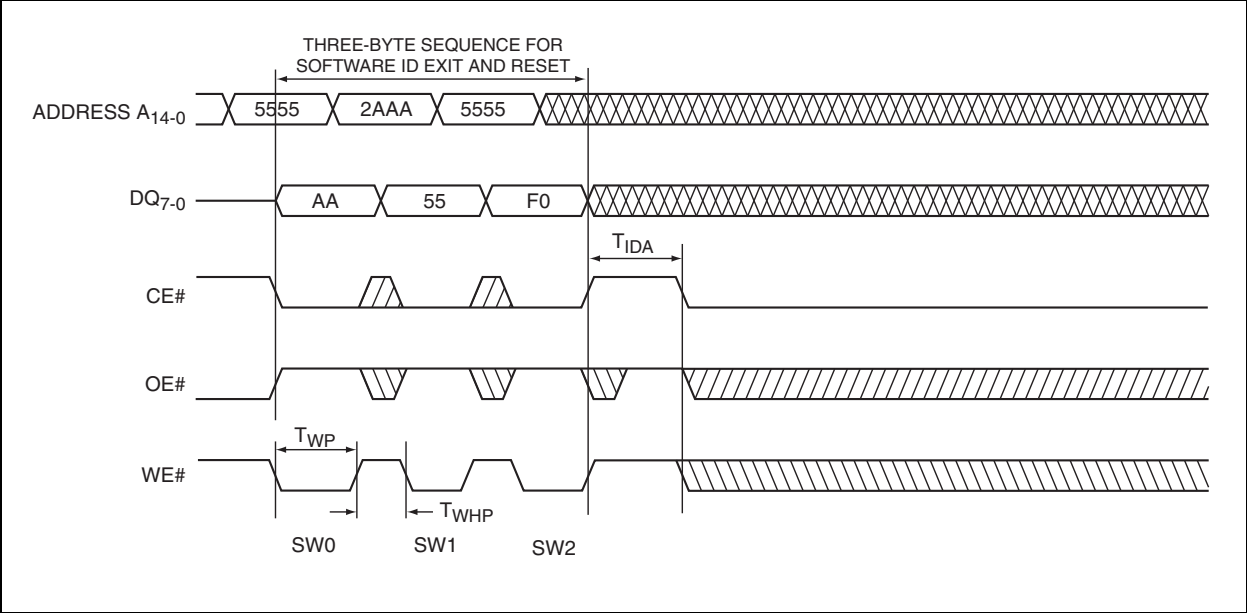 THREE-BYTE SEQUENCE FOR
SOFTWARE ID EXIT AND RESET
ADDRESS A14-0
5555 2AAA 5555
DQ7-0
AA 55 F0
TIDA
CE#
OE#
TWP
WE#
TWHP
SW0 SW1 SW2